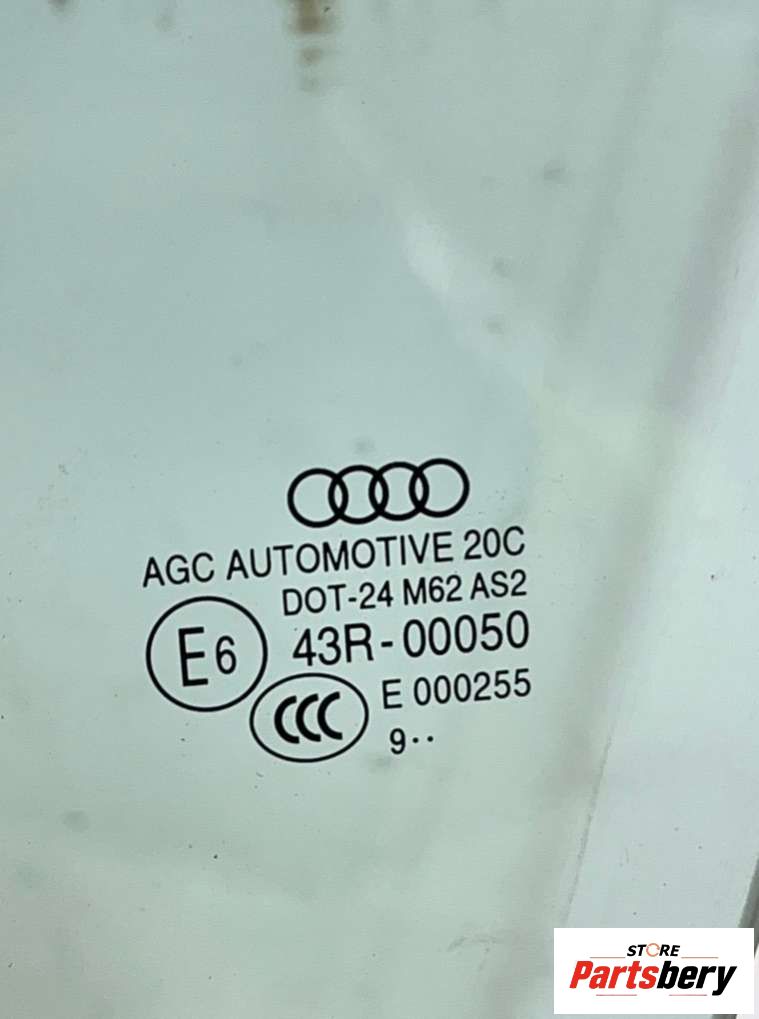 AGC AUTOMOTIVE 20C
DOT-24 M62 AS2
E6 43R-00050
CCC E 000255
9··
STORE
Partsbery